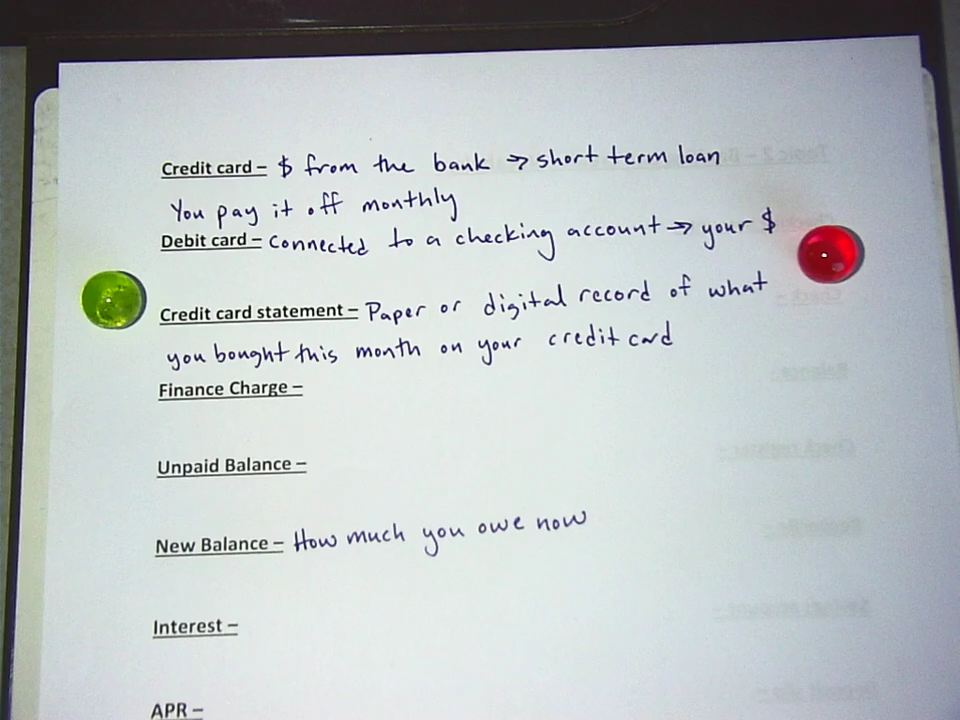 Credit card – $ from the bank → short term loan
You pay it off monthly
Debit card – connected to a checking account → your $
Credit card statement – Paper or digital record of what
you bought this month on your credit card
Finance Charge –
Unpaid Balance –
New Balance – How much you owe now
Interest –
APR –